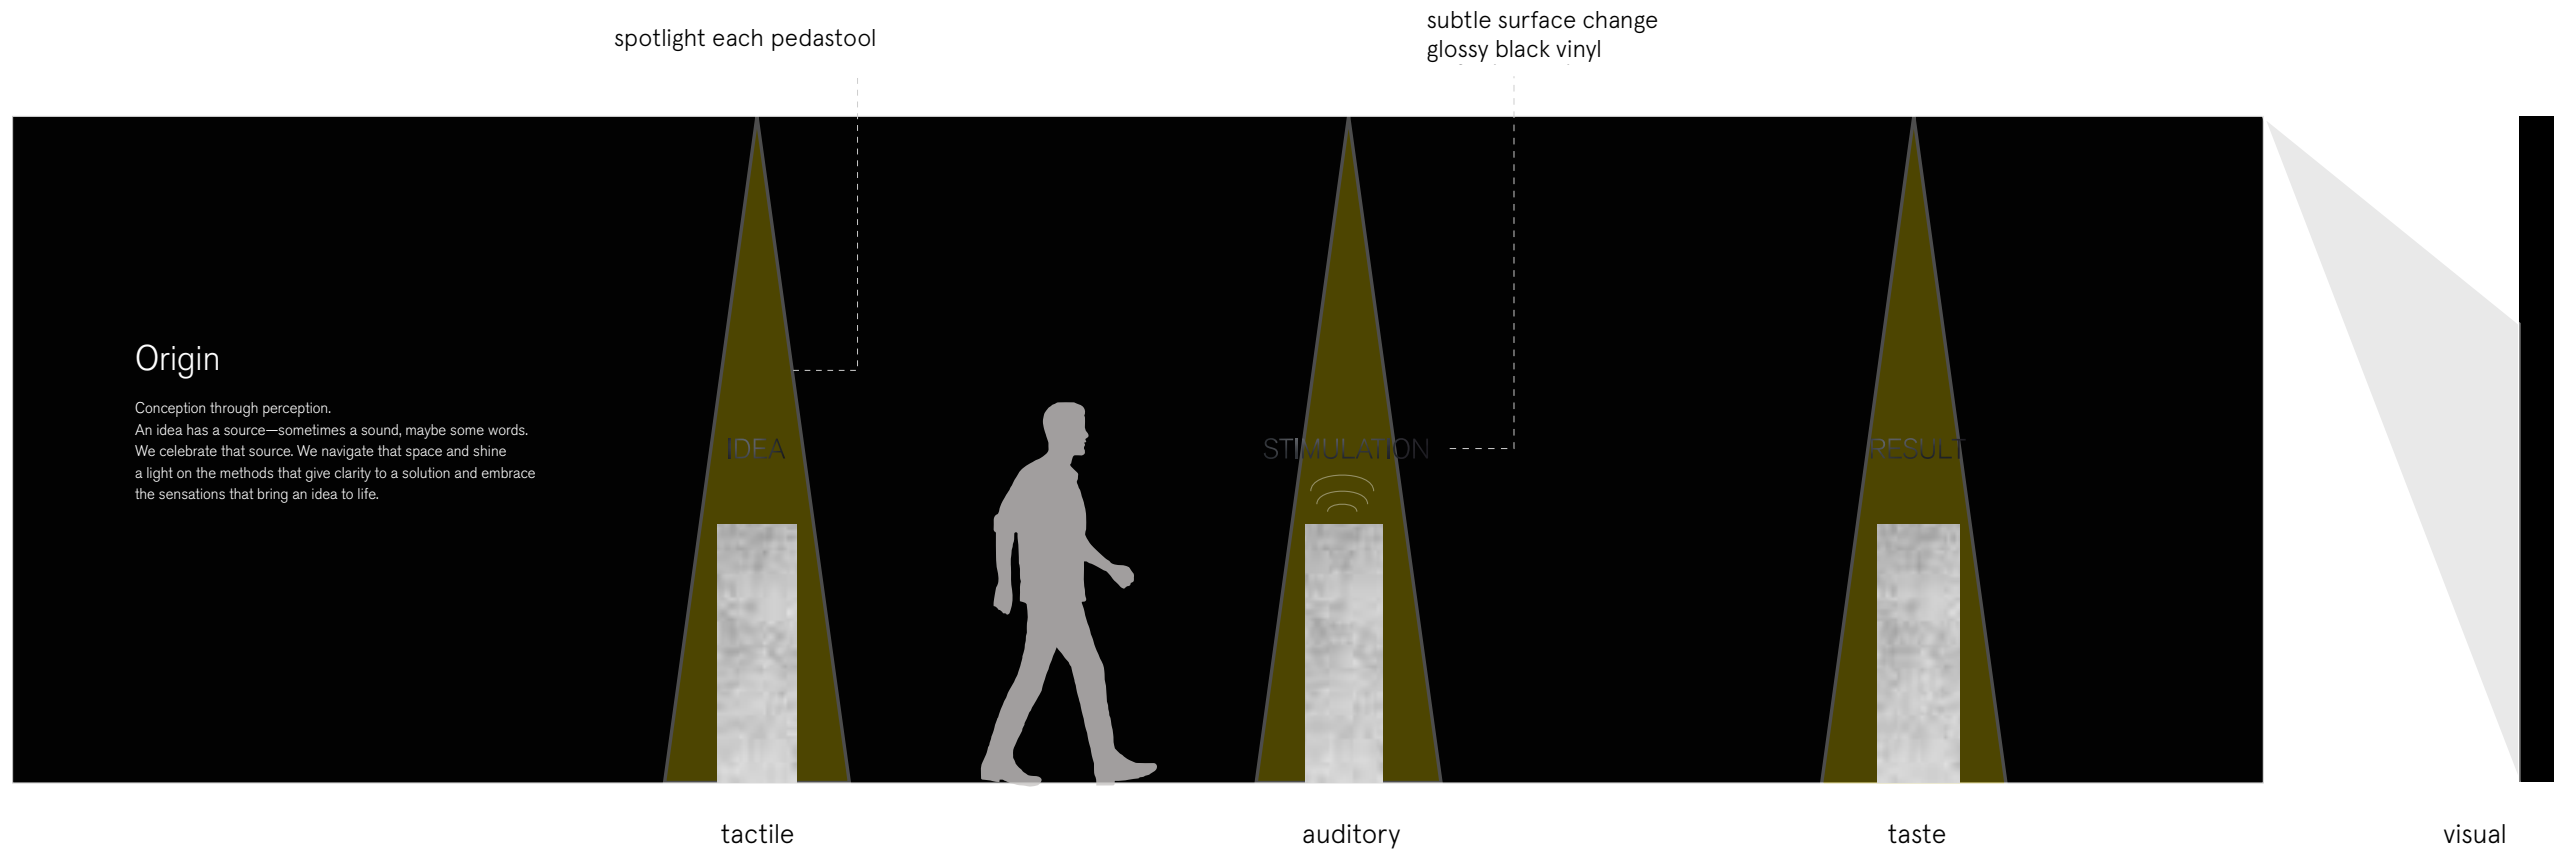 spotlight each pedastool
subtle surface change
glossy black vinyl
Origin
Conception through perception.
An idea has a source—sometimes a sound, maybe some words.
We celebrate that source. We navigate that space and shine
a light on the methods that give clarity to a solution and embrace
the sensations that bring an idea to life.
IDEA
STIMULATION
RESULT
tactile
auditory
taste
visual